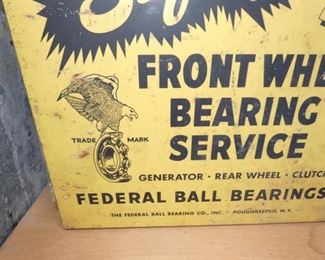 FRONT WHE
BEARING
SERVICE
TRADE MARK
GENERATOR · REAR WHEEL · CLUTC
FEDERAL BALL BEARINGS
THE FEDERAL BALL BEARING CO., INC. POUGHKEEPSIE, N.Y.